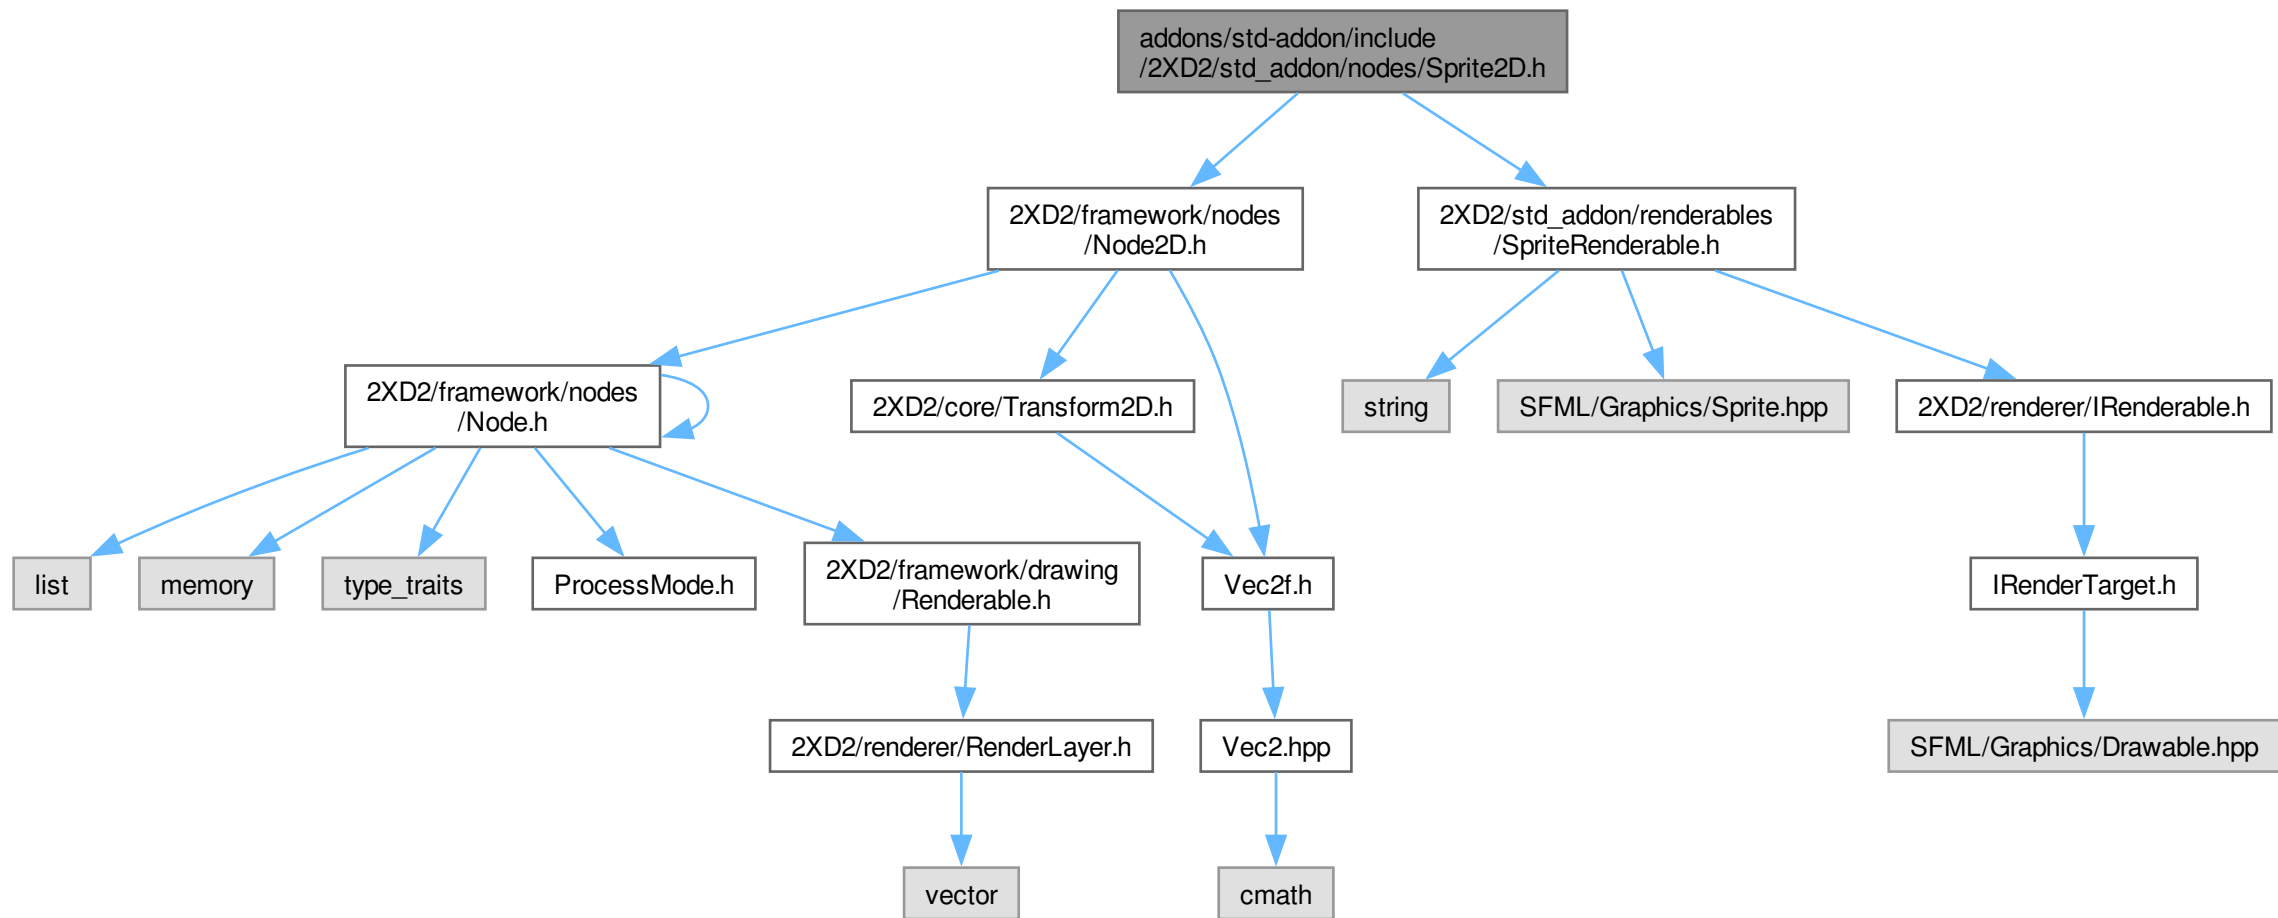 addons/std-addon/include
/2XD2/std_addon/nodes/Sprite2D.h
2XD2/framework/nodes
/Node2D.h
2XD2/std_addon/renderables
/SpriteRenderable.h
2XD2/framework/nodes
/Node.h
2XD2/core/Transform2D.h
string
SFML/Graphics/Sprite.hpp
2XD2/renderer/IRenderable.h
list
memory
type_traits
ProcessMode.h
2XD2/framework/drawing
/Renderable.h
Vec2f.h
IRenderTarget.h
2XD2/renderer/RenderLayer.h
Vec2.hpp
SFML/Graphics/Drawable.hpp
vector
cmath